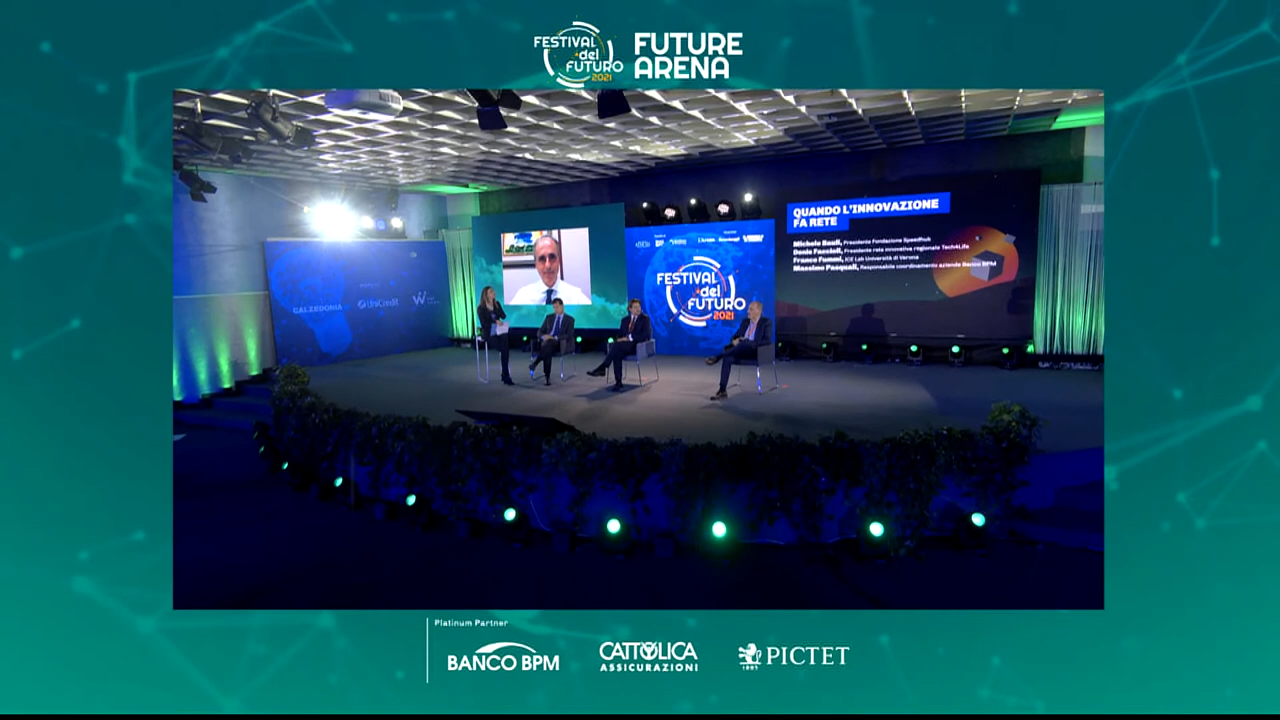 FESTIVAL
del
FUTURO
2021
FUTURE
ARENA
QUANDO L'INNOVAZIONE
FA RETE
Michele Bauli, Presidente Fondazione Speedhub
Denis Faccioli, Presidente rete innovativa regionale Tech4Life
Franco Fummi, ICE Lab Università di Verona
Massimo Pasquali, Responsabile coordinamento aziende Banco BPM
FESTIVAL
del
FUTURO
2021
CALZEDONIA
UniCredit
W
Platinum Partner
BANCO BPM
CATTOLICA
ASSICURAZIONI
PICTET
1805